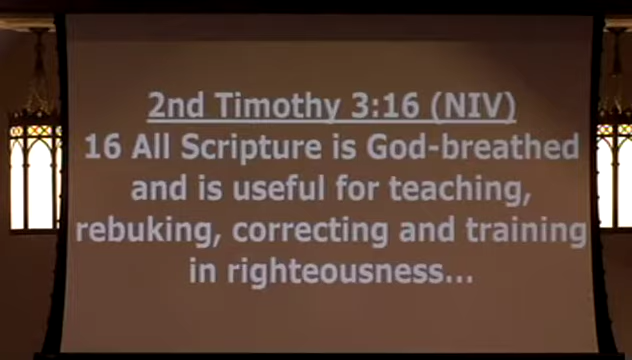 2nd Timothy 3:16 (NIV)
16 All Scripture is God-breathed
and is useful for teaching,
rebuking, correcting and training
in righteousness...